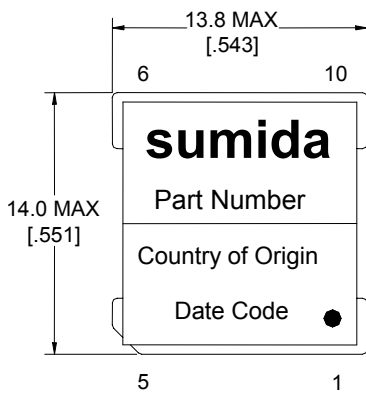 13.8 MAX
[.543]
6 10
sumida
Part Number
14.0 MAX
[.551]
Country of Origin
Date Code
5 1